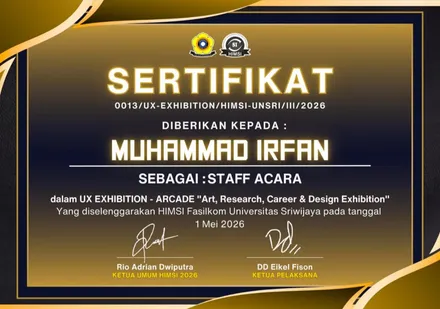 HIMSI
SERTIFIKAT
0013/UX-EXHIBITION/HIMSI-UNSRI/III/2026
DIBERIKAN KEPADA :
MUHAMMAD IRFAN
SEBAGAI :STAFF ACARA
dalam UX EXHIBITION - ARCADE "Art, Research, Career & Design Exhibition"
Yang diselenggarakan HIMSI Fasilkom Universitas Sriwijaya pada tanggal
1 Mei 2026
Rio Adrian Dwiputra
DD Eikel Fison
KETUA UMUM HIMSI 2026
KETUA PELAKSANA